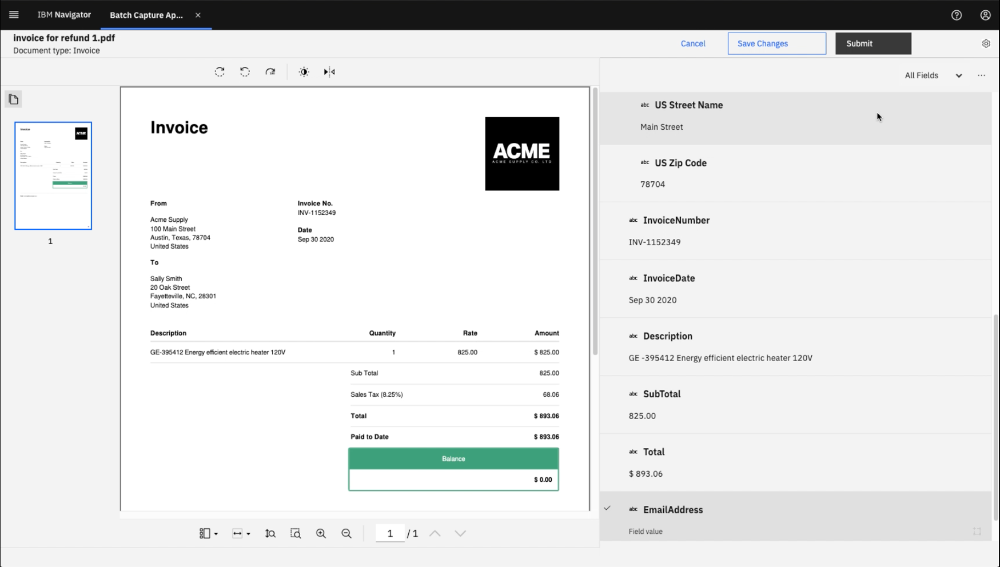 IBM Navigator
Batch Capture Ap...
invoice for refund 1.pdf
Document type: Invoice
Cancel
Save Changes
Submit
All Fields
Invoice
ACME
ACME SUPPLY CO. LTD
From
Acme Supply
100 Main Street
Austin, Texas, 78704
United States
Invoice No.
INV-1152349
Date
Sep 30 2020
To
Sally Smith
20 Oak Street
Fayetteville, NC, 28301
United States
Description Quantity Rate Amount
GE-395412 Energy efficient electric heater 120V 1 825.00 $ 825.00
Sub Total 825.00
Sales Tax (8.25%) 68.06
Total $ 893.06
Paid to Date $ 893.06
Balance
$ 0.00
1
1 / 1
abc US Street Name
Main Street
abc US Zip Code
78704
abc InvoiceNumber
INV-1152349
abc InvoiceDate
Sep 30 2020
abc Description
GE -395412 Energy efficient electric heater 120V
abc SubTotal
825.00
abc Total
$ 893.06
abc EmailAddress
Field value